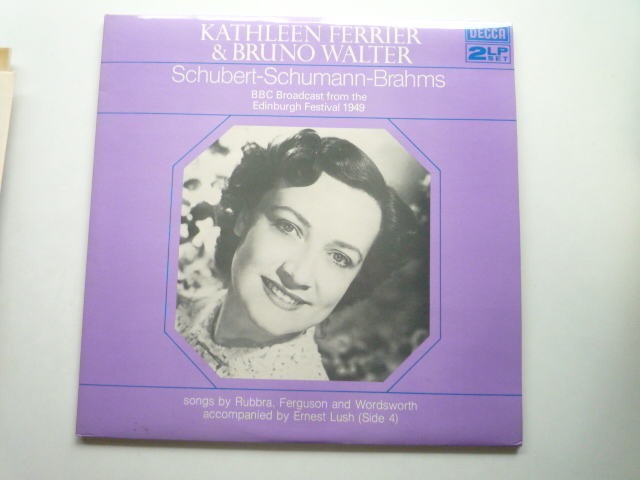 KATHLEEN FERRIER
& BRUNO WALTER
DECCA
2LP
SET
Schubert-Schumann-Brahms
BBC Broadcast from the
Edinburgh Festival 1949
songs by Rubbra, Ferguson and Wordsworth
accompanied by Ernest Lush (Side 4)